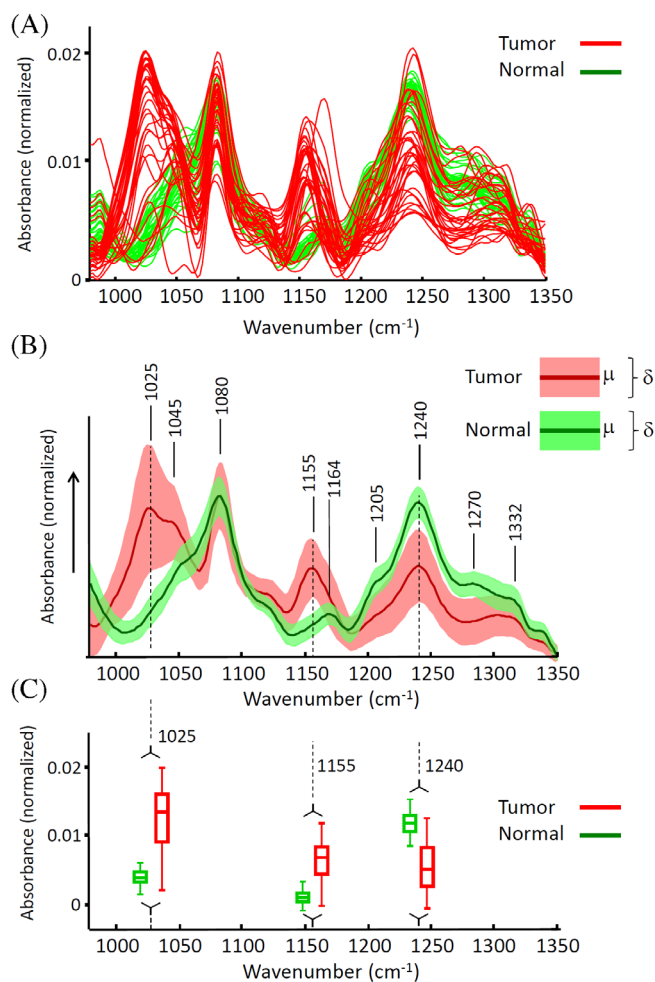 (A)
Absorbance (normalized)
0.02
0.01
0
Tumor
Normal
1000 1050 1100 1150 1200 1250 1300 1350
Wavenumber (cm⁻¹)
(B)
Absorbance (normalized)
1025
1045
1080
1155
1164
1205
1240
1270
1332
Tumor μ δ
Normal μ δ
1000 1050 1100 1150 1200 1250 1300 1350
Wavenumber (cm⁻¹)
(C)
Absorbance (normalized)
0.02
0.01
0
1025
1155
1240
Tumor
Normal
1000 1050 1100 1150 1200 1250 1300 1350
Wavenumber (cm⁻¹)